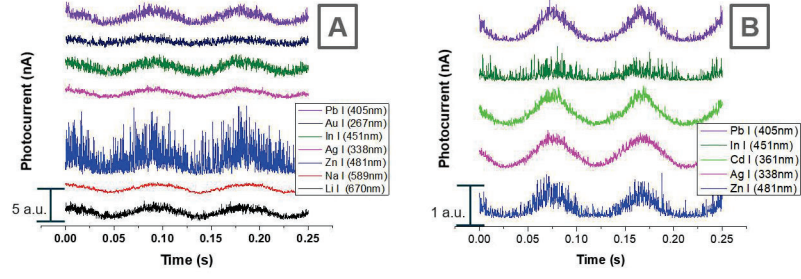 A
Photocurrent (nA)
Pb I (405nm)
Au I (267nm)
In I (451nm)
Ag I (338nm)
Zn I (481nm)
Na I (589nm)
Li I (670nm)
5 a.u.
0.00 0.05 0.10 0.15 0.20 0.25
Time (s)
B
Photocurrent (nA)
Pb I (405nm)
In I (451nm)
Cd I (361nm)
Ag I (338nm)
Zn I (481nm)
1 a.u.
0.00 0.05 0.10 0.15 0.20 0.25
Time (s)